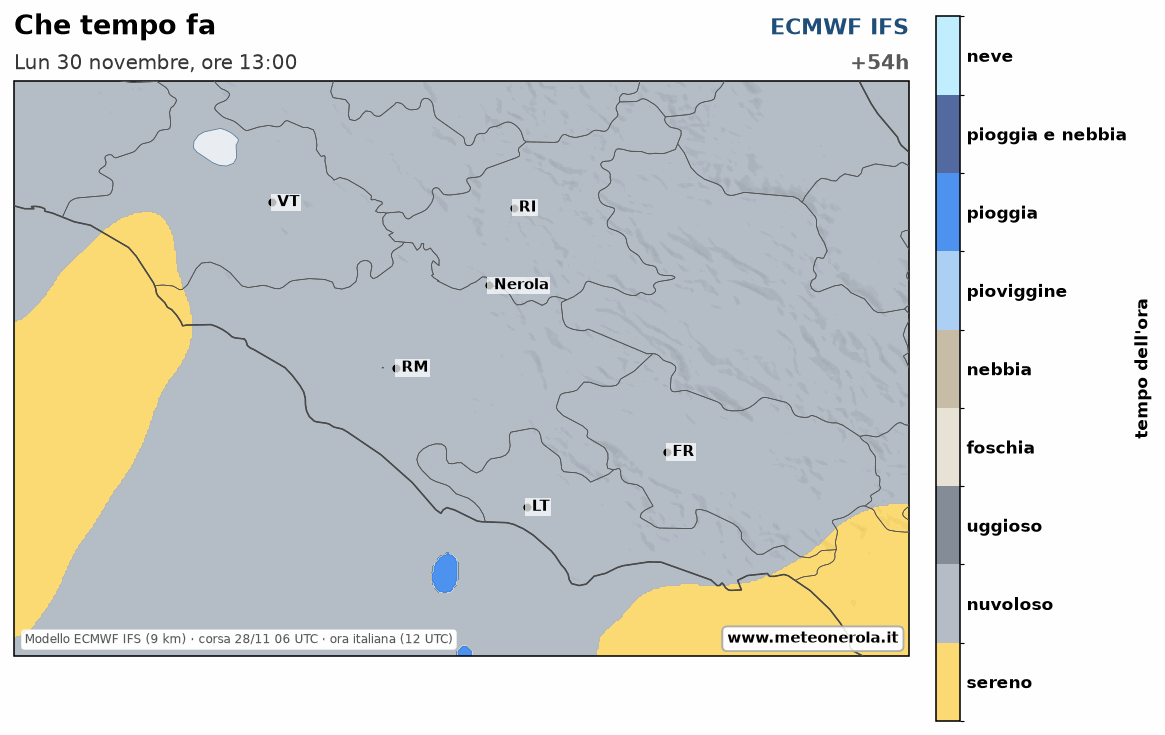 Che tempo fa
ECMWF IFS
Lun 30 novembre, ore 13:00
+54h
neve
pioggia e nebbia
pioggia
pioviggine
nebbia
foschia
uggioso
nuvoloso
sereno
tempo dell'ora
VT
RI
Nerola
RM
FR
LT
Modello ECMWF IFS (9 km) · corsa 28/11 06 UTC · ora italiana (12 UTC)
www.meteonerola.it